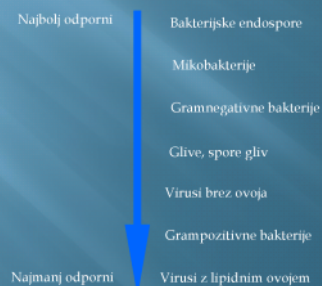 Najbolj odporni
Bakterijske endospore
Mikobakterije
Gramnegativne bakterije
Glive, spore gliv
Virusi brez ovoja
Grampozitivne bakterije
Najmanj odporni
Virusi z lipidnim ovojem